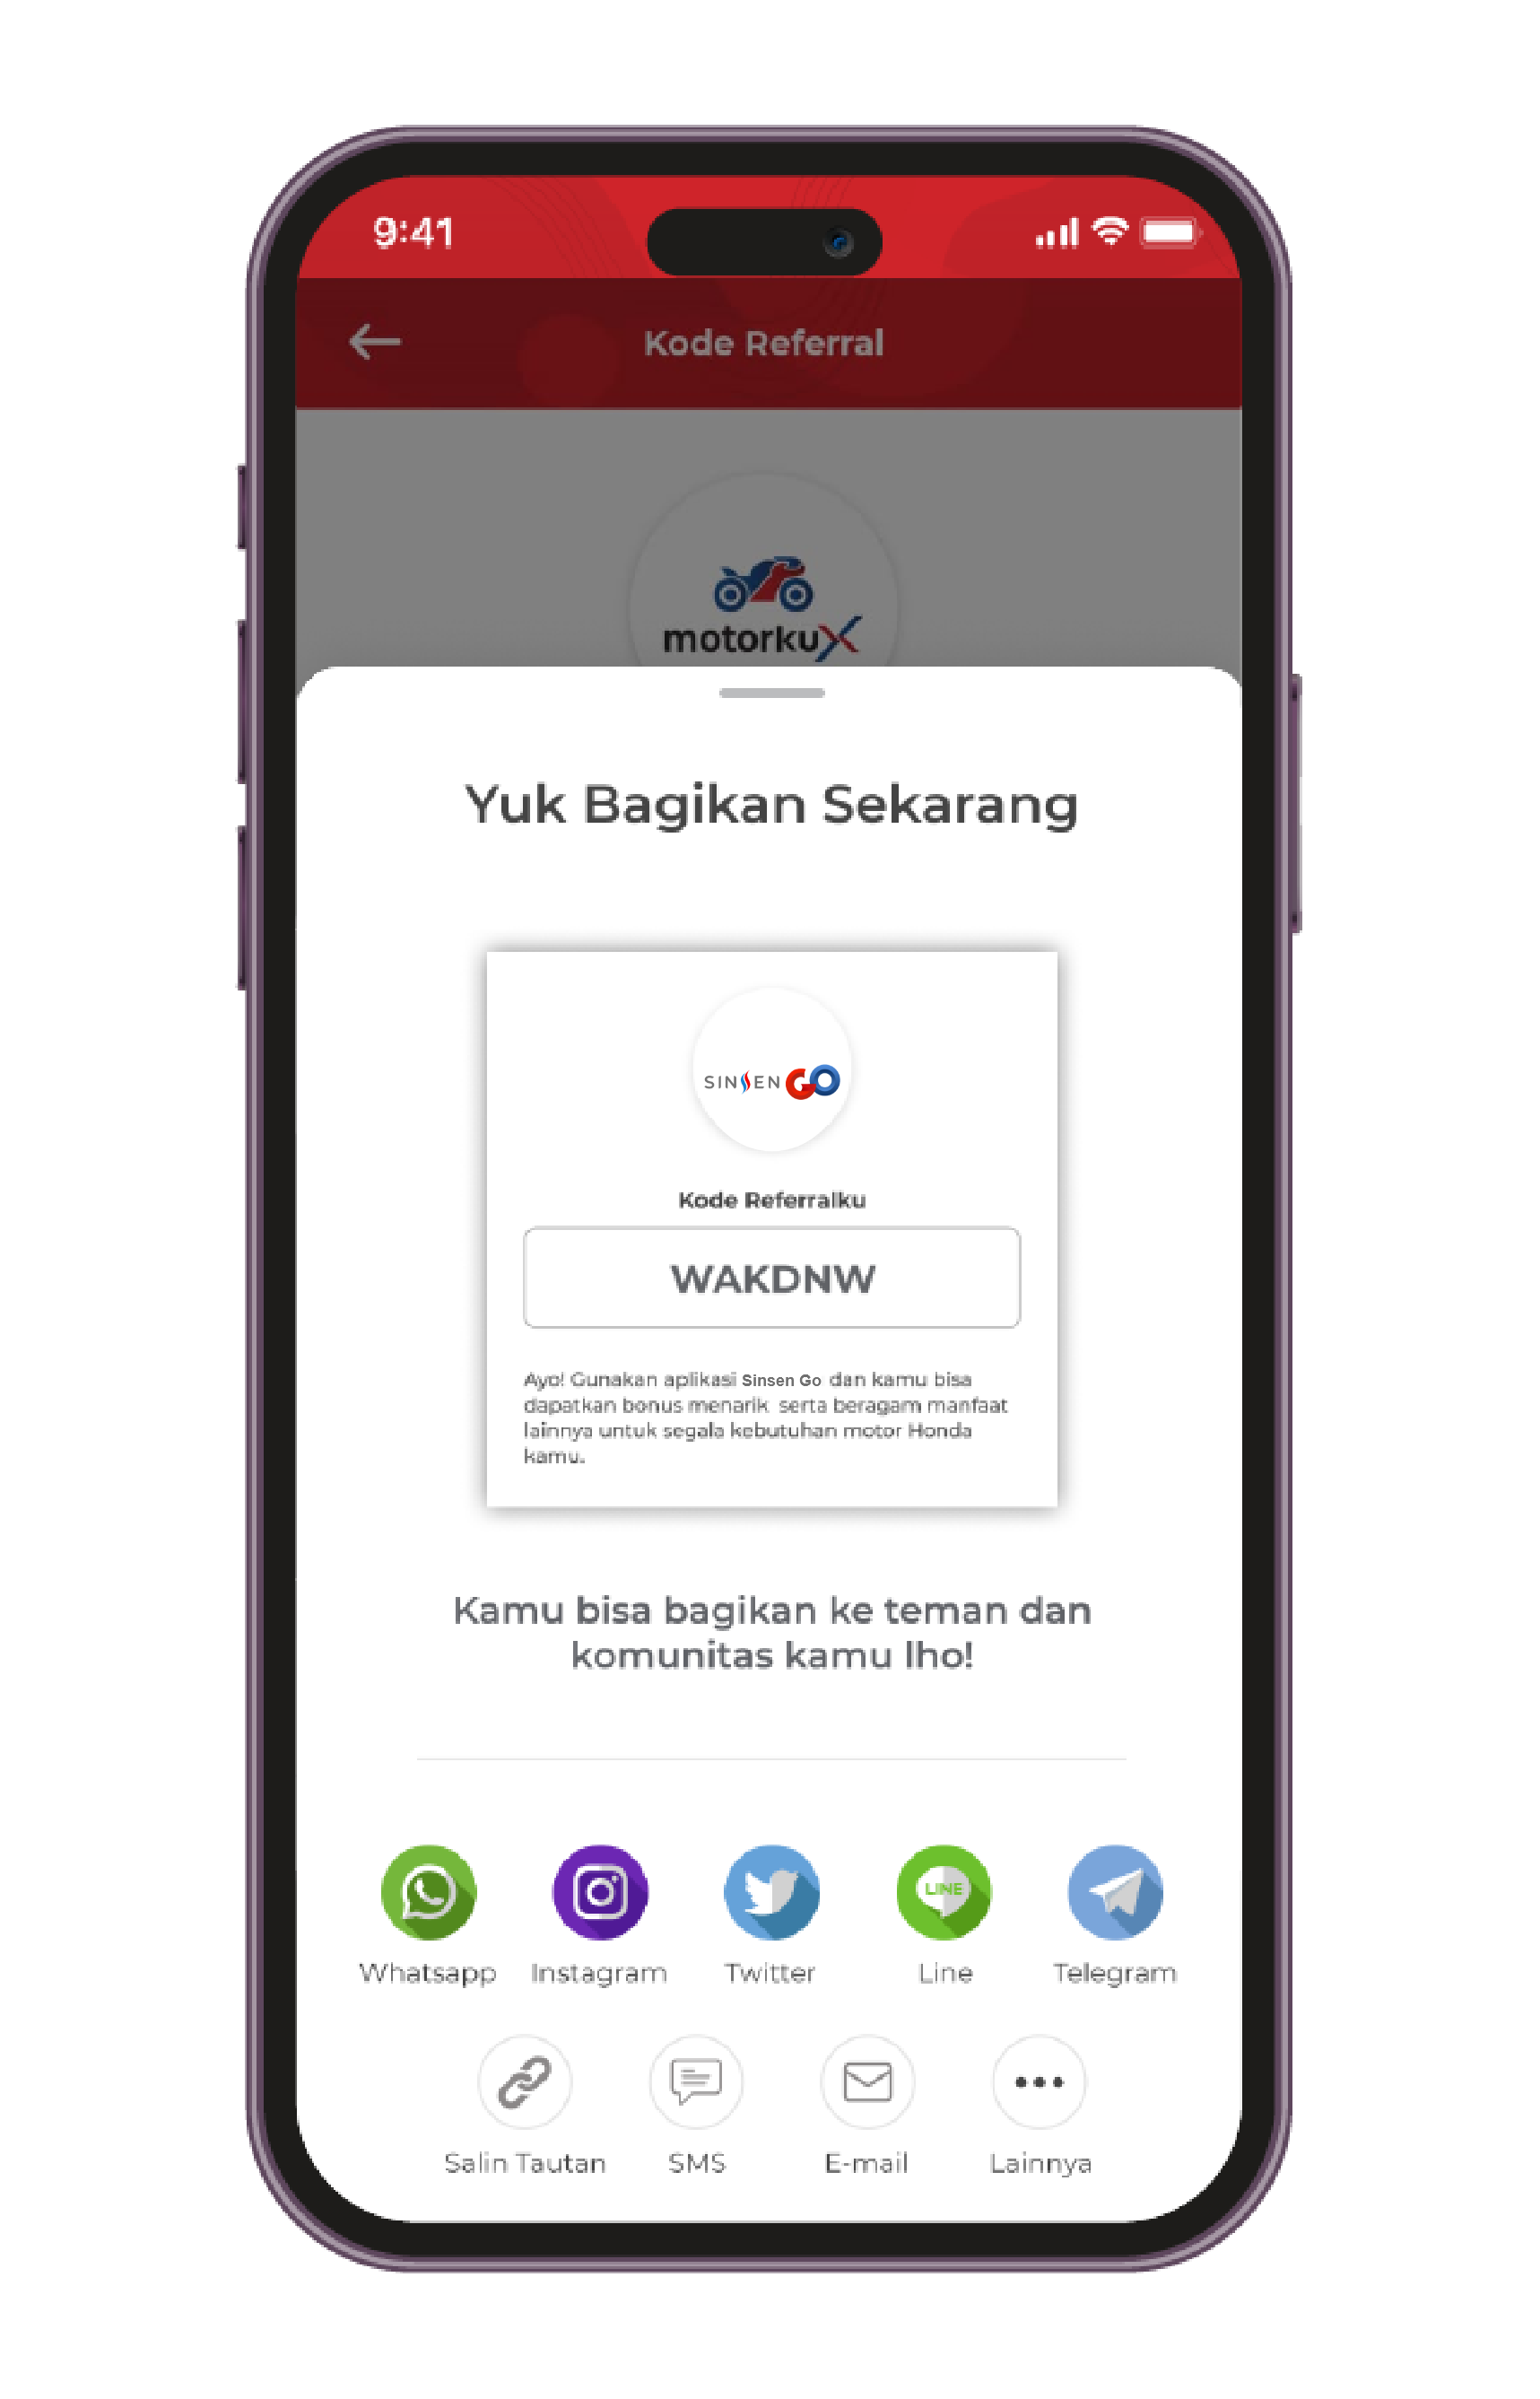 9:41
Kode Referral
motorkuX
Yuk Bagikan Sekarang
SINSEN GO
Kode Referralku
WAKDNW
Ayo! Gunakan aplikasi Sinsen Go dan kamu bisa
dapatkan bonus menarik serta beragam manfaat
lainnya untuk segala kebutuhan motor Honda
kamu.
Kamu bisa bagikan ke teman dan
komunitas kamu lho!
LINE
Whatsapp Instagram Twitter Line Telegram
Salin Tautan SMS E-mail Lainnya